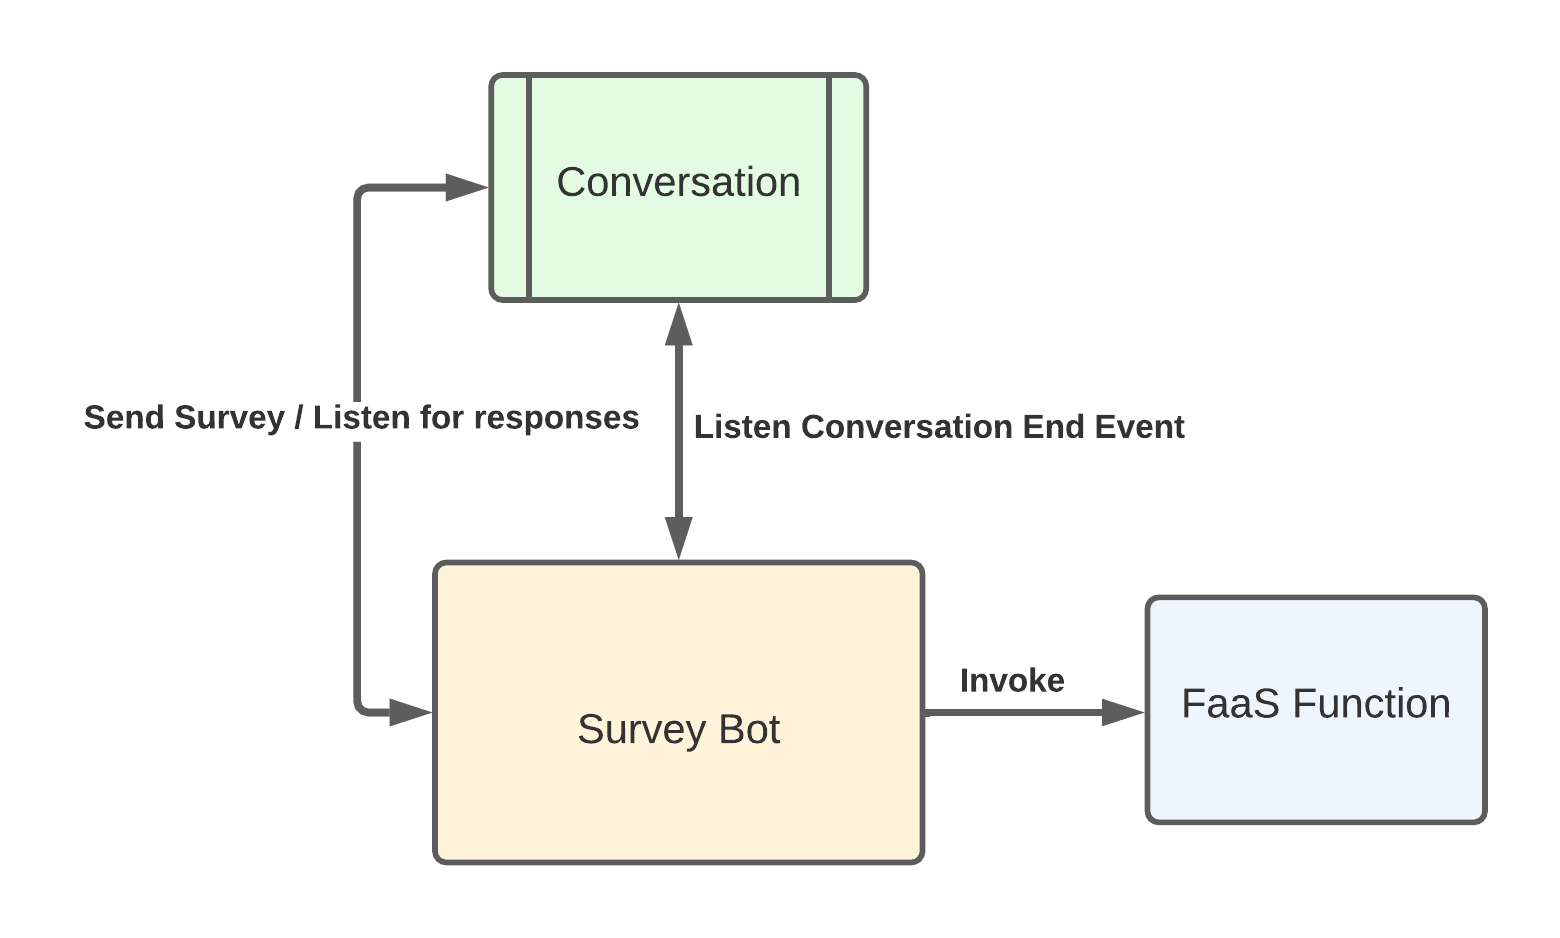 Conversation
Send Survey / Listen for responses
Listen Conversation End Event
Invoke
Survey Bot
FaaS Function